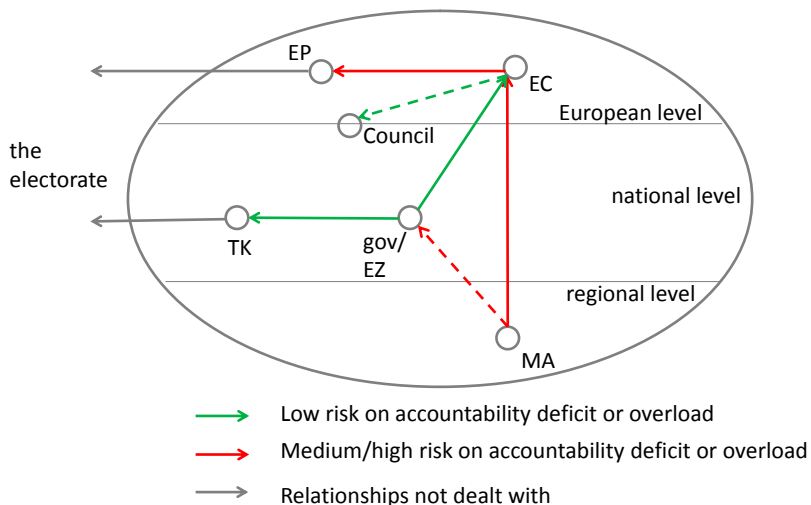 EP
EC
European level
Council
the
electorate
national level
TK
gov/
EZ
regional level
MA
Low risk on accountability deficit or overload
Medium/high risk on accountability deficit or overload
Relationships not dealt with